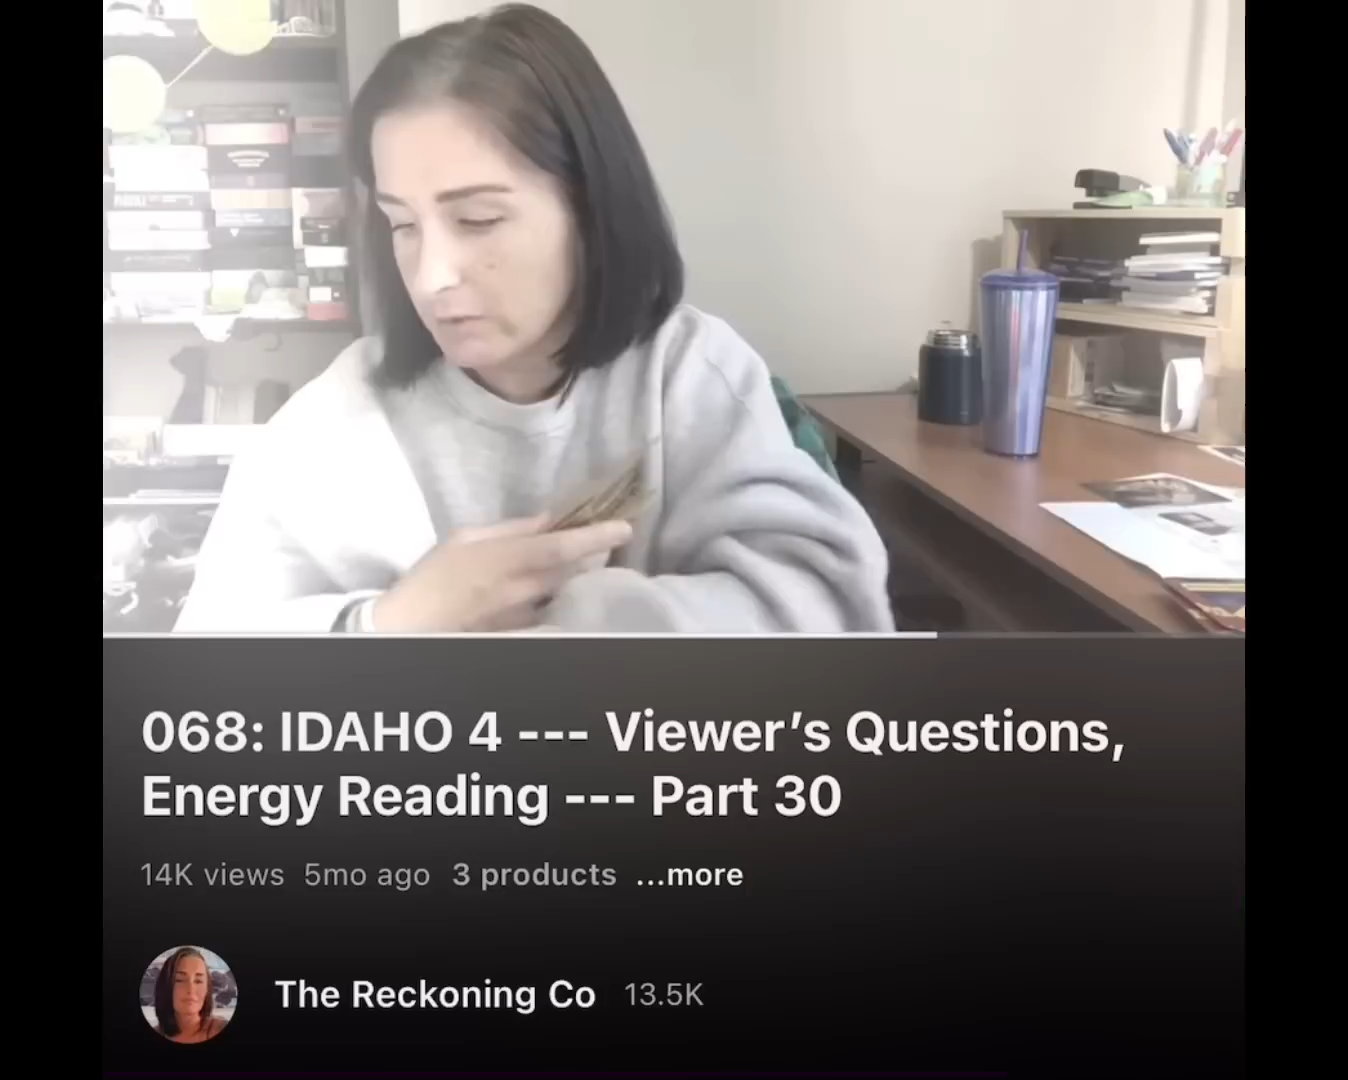 068: IDAHO 4 --- Viewer’s Questions,
Energy Reading --- Part 30
14K views 5mo ago 3 products ...more
The Reckoning Co 13.5K